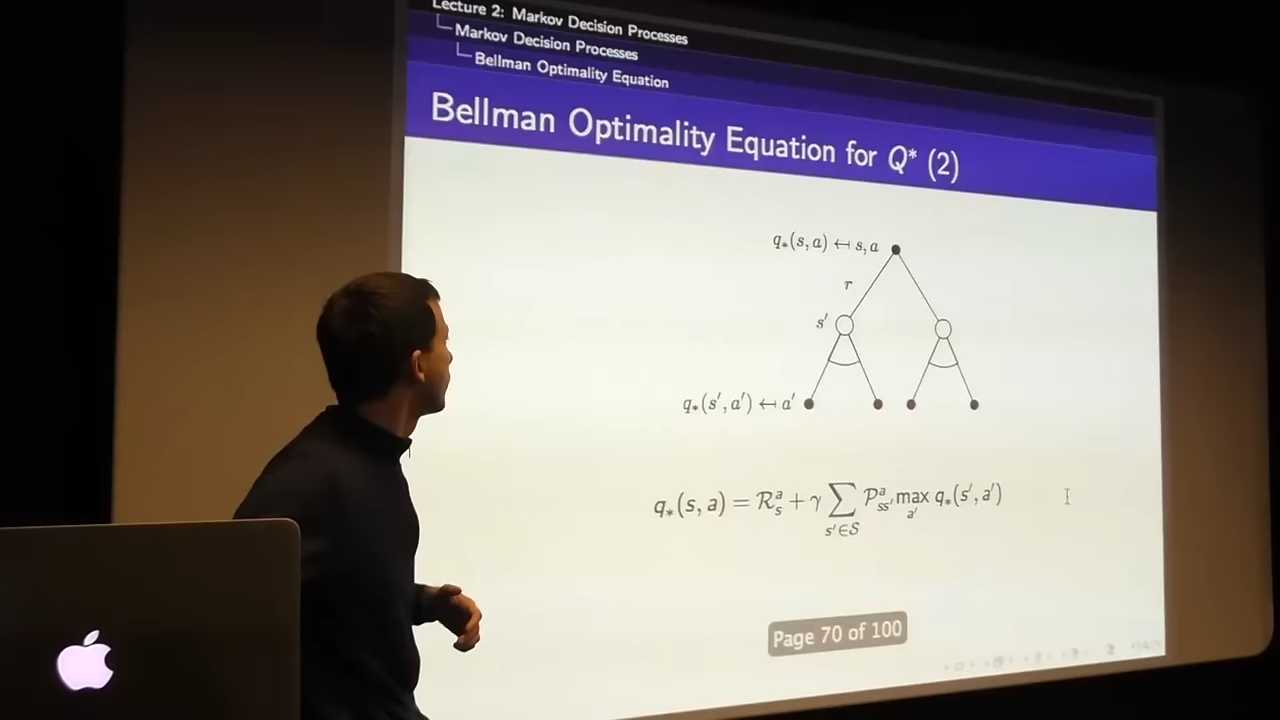 Lecture 2: Markov Decision Processes
Markov Decision Processes
Bellman Optimality Equation
Bellman Optimality Equation for Q* (2)
q*(s, a) ↤ s, a
r
s′
q*(s′, a′) ↤ a′
q*(s, a) = R^a_s + γ ∑_{s′∈S} P^a_{ss′} max_{a′} q*(s′, a′)
Page 70 of 100